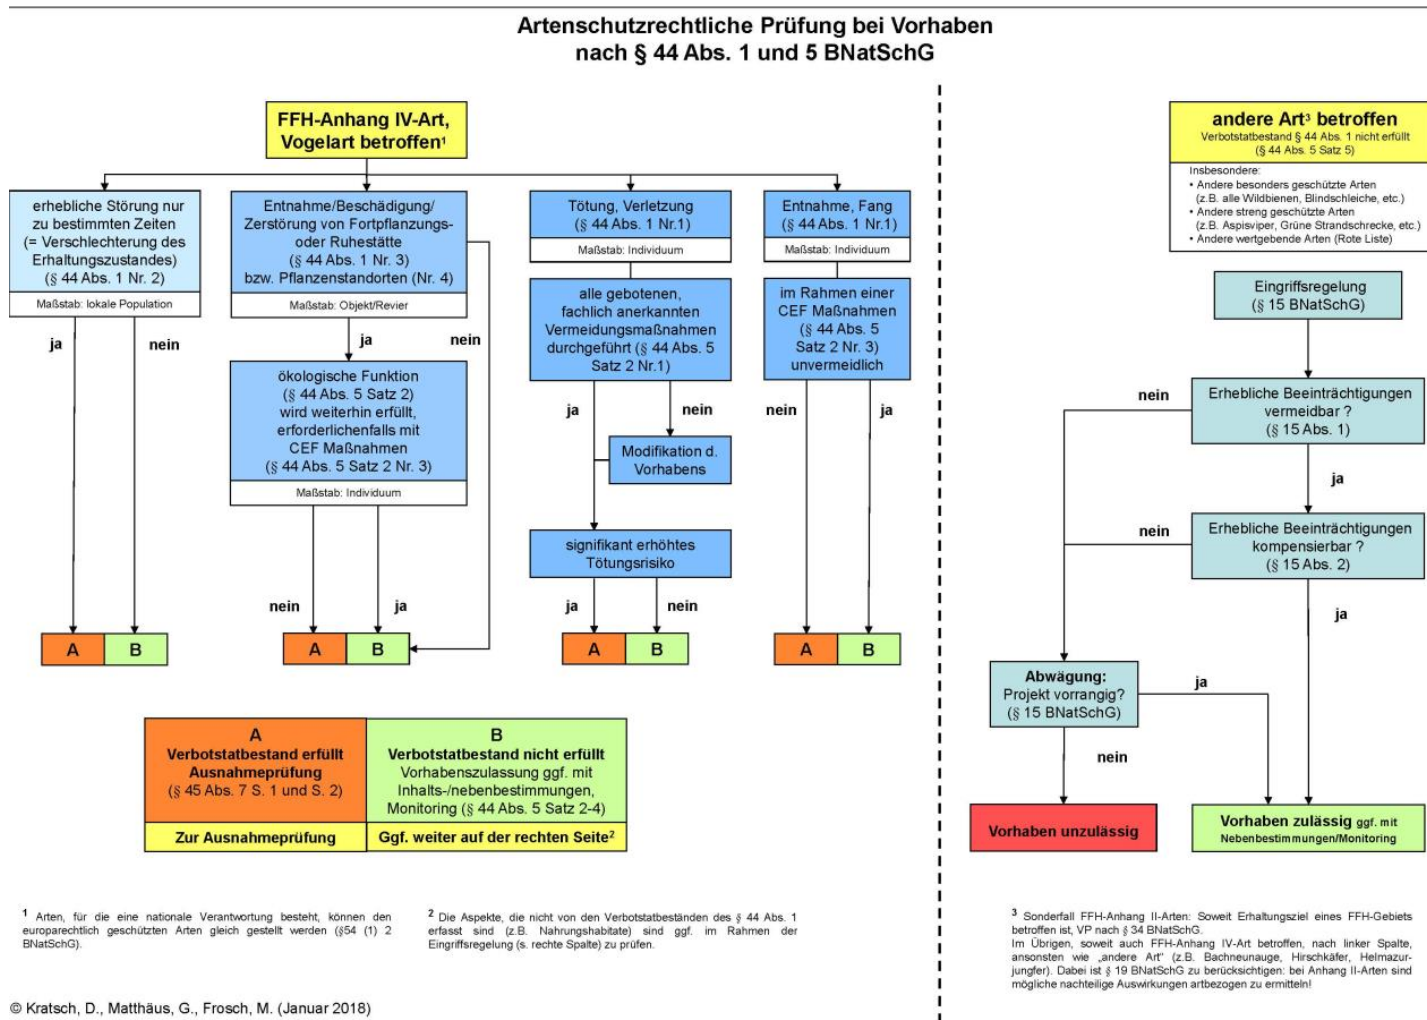 Artenschutzrechtliche Prüfung bei Vorhaben
nach § 44 Abs. 1 und 5 BNatSchG
FFH-Anhang IV-Art,
Vogelart betroffen¹
erhebliche Störung nur
zu bestimmten Zeiten
(= Verschlechterung des
Erhaltungszustandes)
(§ 44 Abs. 1 Nr. 2)
Maßstab: lokale Population
ja
nein
Entnahme/Beschädigung/
Zerstörung von Fortpflanzungs-
oder Ruhestätte
(§ 44 Abs. 1 Nr. 3)
bzw. Pflanzenstandorten (Nr. 4)
Maßstab: Objekt/Revier
ja
nein
ökologische Funktion
(§ 44 Abs. 5 Satz 2)
wird weiterhin erfüllt,
erforderlichenfalls mit
CEF Maßnahmen
(§ 44 Abs. 5 Satz 2 Nr. 3)
Maßstab: Individuum
nein
ja
Tötung, Verletzung
(§ 44 Abs. 1 Nr.1)
Maßstab: Individuum
alle gebotenen,
fachlich anerkannten
Vermeidungsmaßnahmen
durchgeführt (§ 44 Abs. 5
Satz 2 Nr.1)
ja
nein
Modifikation d.
Vorhabens
signifikant erhöhtes
Tötungsrisiko
ja
nein
Entnahme, Fang
(§ 44 Abs. 1 Nr.1)
Maßstab: Individuum
im Rahmen einer
CEF Maßnahmen
(§ 44 Abs. 5
Satz 2 Nr. 3)
unvermeidlich
nein
ja
A B
A B
A B
A B
A
Verbotstatbestand erfüllt
Ausnahmeprüfung
(§ 45 Abs. 7 S. 1 und S. 2)
Zur Ausnahmeprüfung
B
Verbotstatbestand nicht erfüllt
Vorhabenszulassung ggf. mit
Inhalts-/nebenbestimmungen,
Monitoring (§ 44 Abs. 5 Satz 2-4)
Ggf. weiter auf der rechten Seite²
andere Art³ betroffen
Verbotstatbestand § 44 Abs. 1 nicht erfüllt
(§ 44 Abs. 5 Satz 5)
Insbesondere:
• Andere besonders geschützte Arten
(z.B. alle Wildbienen, Blindschleiche, etc.)
• Andere streng geschützte Arten
(z.B. Aspisviper, Grüne Strandschrecke, etc.)
• Andere wertgebende Arten (Rote Liste)
Eingriffsregelung
(§ 15 BNatSchG)
nein
Erhebliche Beeinträchtigungen
vermeidbar ?
(§ 15 Abs. 1)
ja
nein
Erhebliche Beeinträchtigungen
kompensierbar ?
(§ 15 Abs. 2)
ja
Abwägung:
Projekt vorrangig?
(§ 15 BNatSchG)
ja
nein
Vorhaben unzulässig
Vorhaben zulässig ggf. mit
Nebenbestimmungen/Monitoring
¹ Arten, für die eine nationale Verantwortung besteht, können den
europarechtlich geschützten Arten gleich gestellt werden (§54 (1) 2
BNatSchG).
² Die Aspekte, die nicht von den Verbotstatbeständen des § 44 Abs. 1
erfasst sind (z.B. Nahrungshabitate) sind ggf. im Rahmen der
Eingriffsregelung (s. rechte Spalte) zu prüfen.
³ Sonderfall FFH-Anhang II-Arten: Soweit Erhaltungsziel eines FFH-Gebiets
betroffen ist, VP nach § 34 BNatSchG.
Im Übrigen, soweit auch FFH-Anhang IV-Art betroffen, nach linker Spalte,
ansonsten wie „andere Art“ (z.B. Bachneunauge, Hirschkäfer, Helmazur-
jungfer). Dabei ist § 19 BNatSchG zu berücksichtigen: bei Anhang II-Arten sind
mögliche nachteilige Auswirkungen artbezogen zu ermitteln!
© Kratsch, D., Matthäus, G., Frosch, M. (Januar 2018)